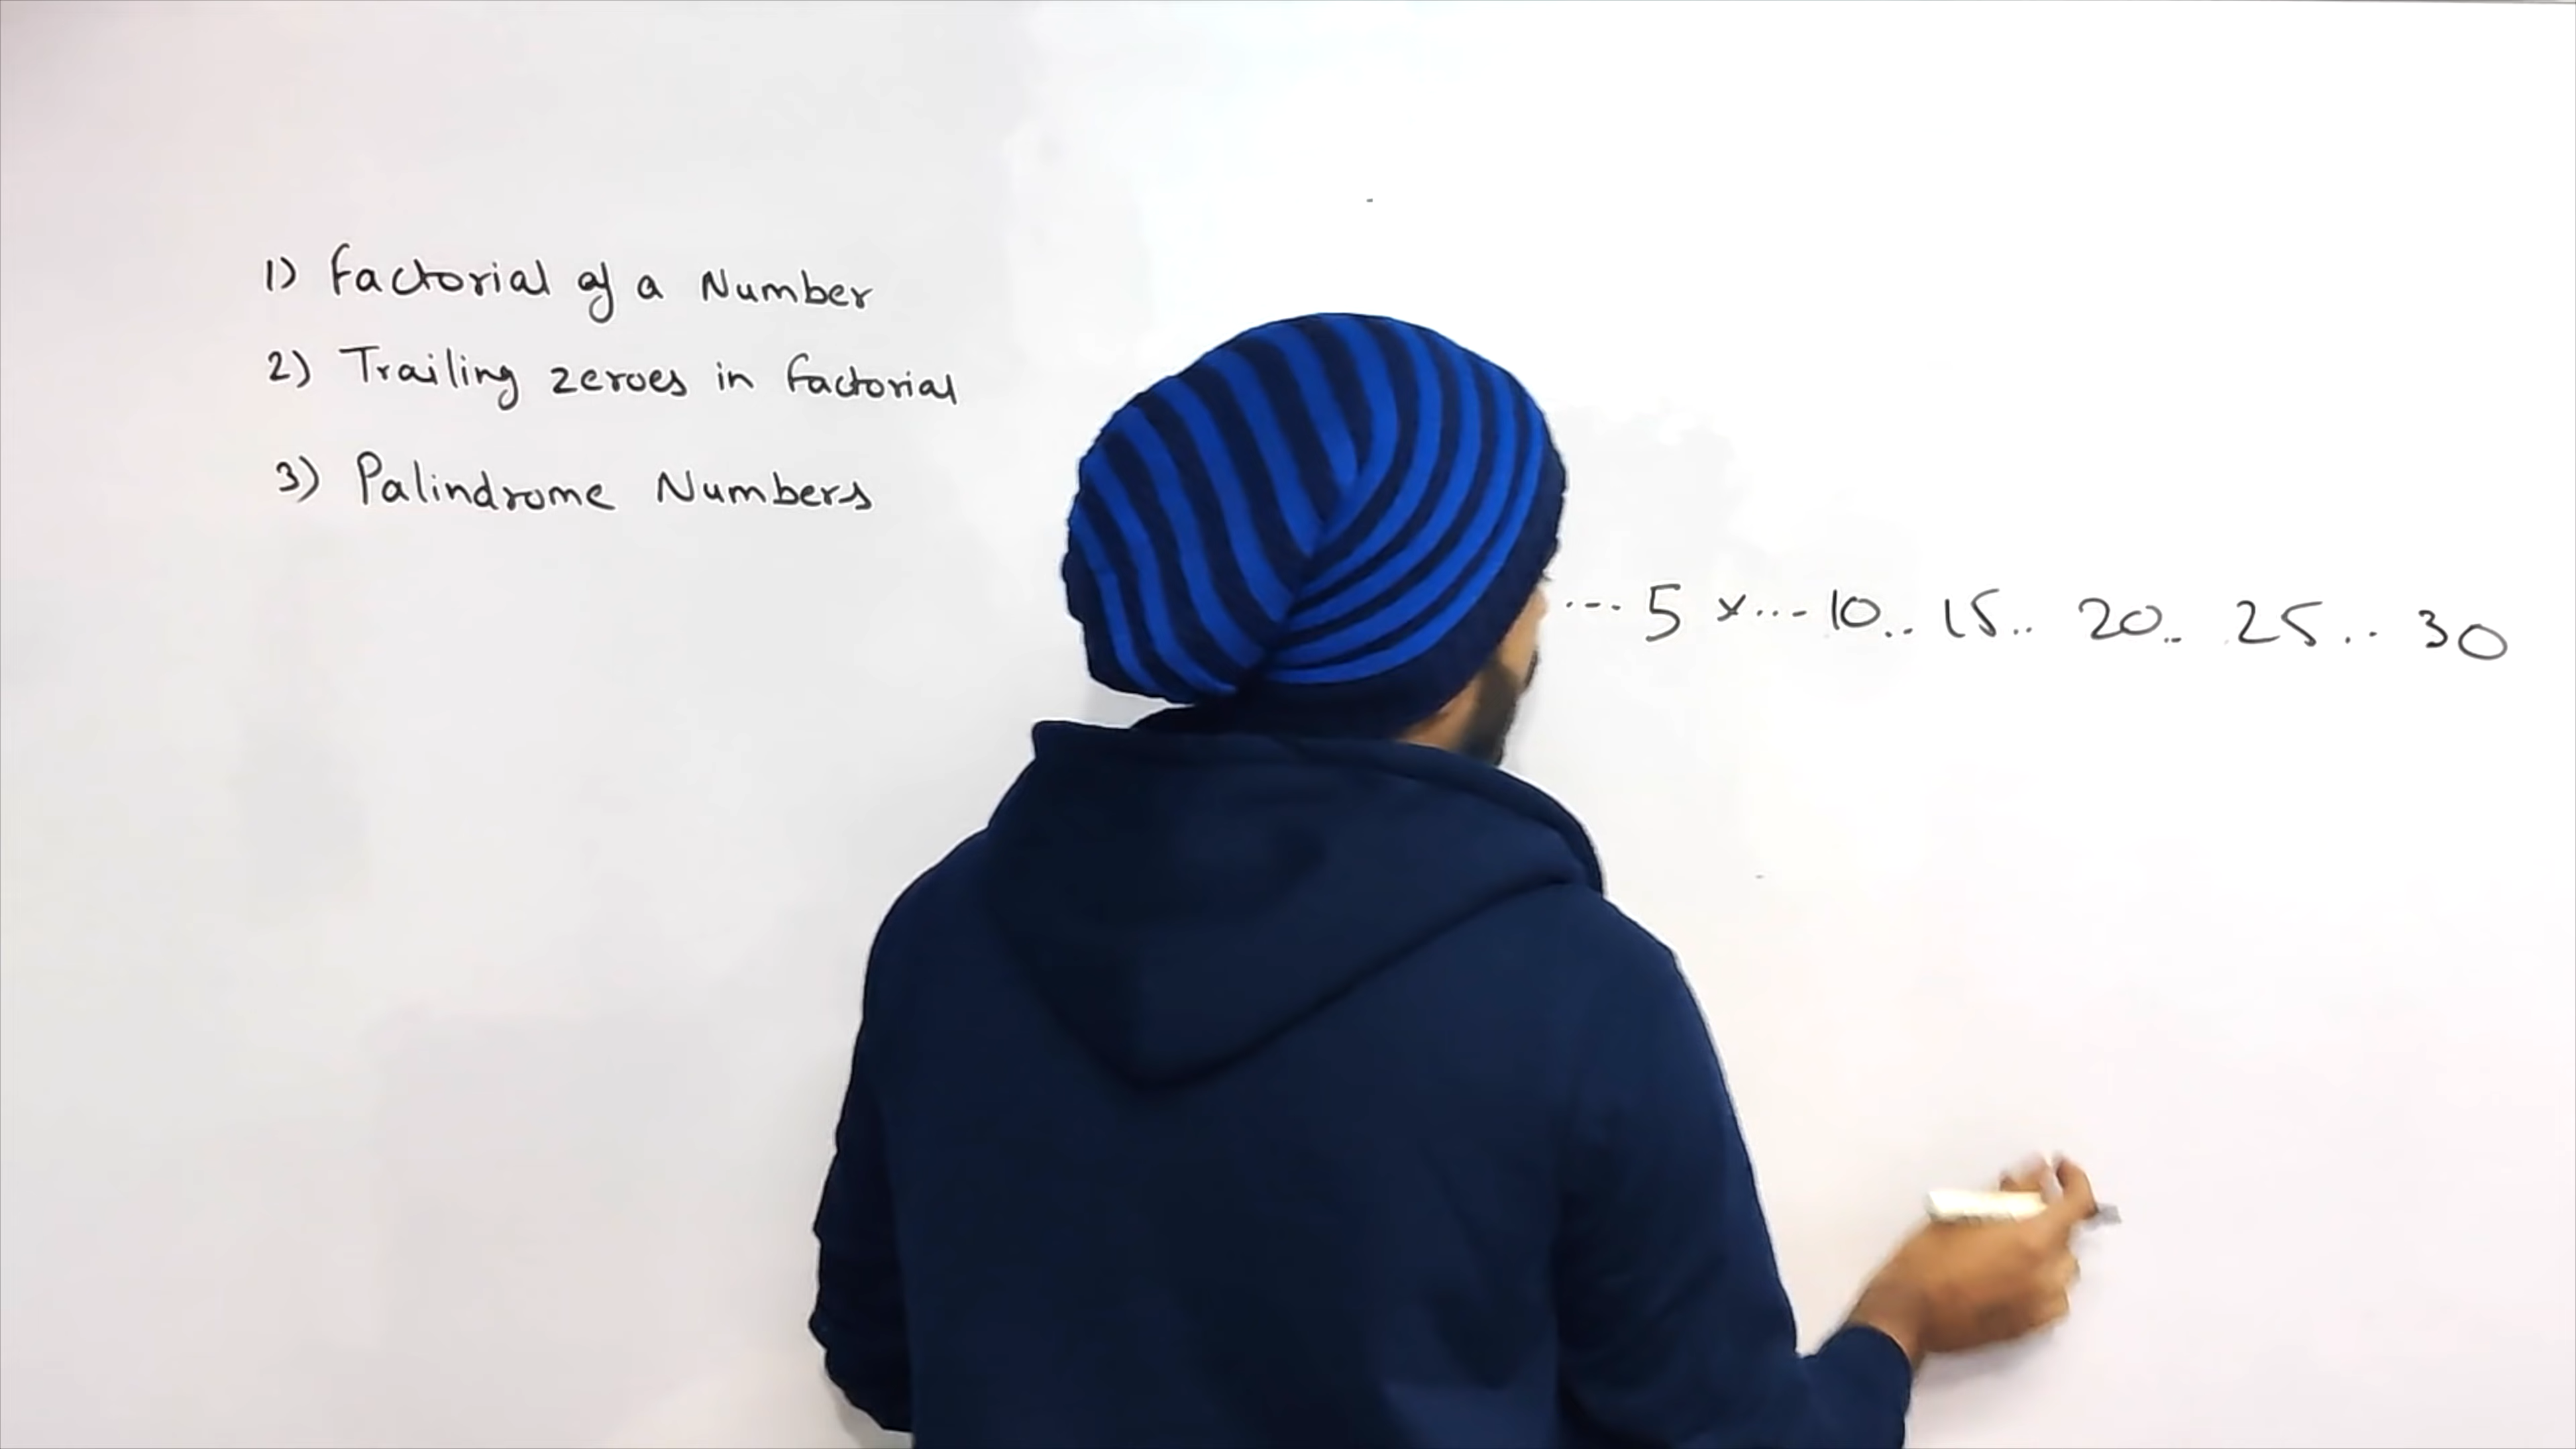 1) Factorial of a Number
2) Trailing zeroes in factorial
3) Palindrome Numbers
... 5 x... 10.. 15.. 20.. 25.. 30